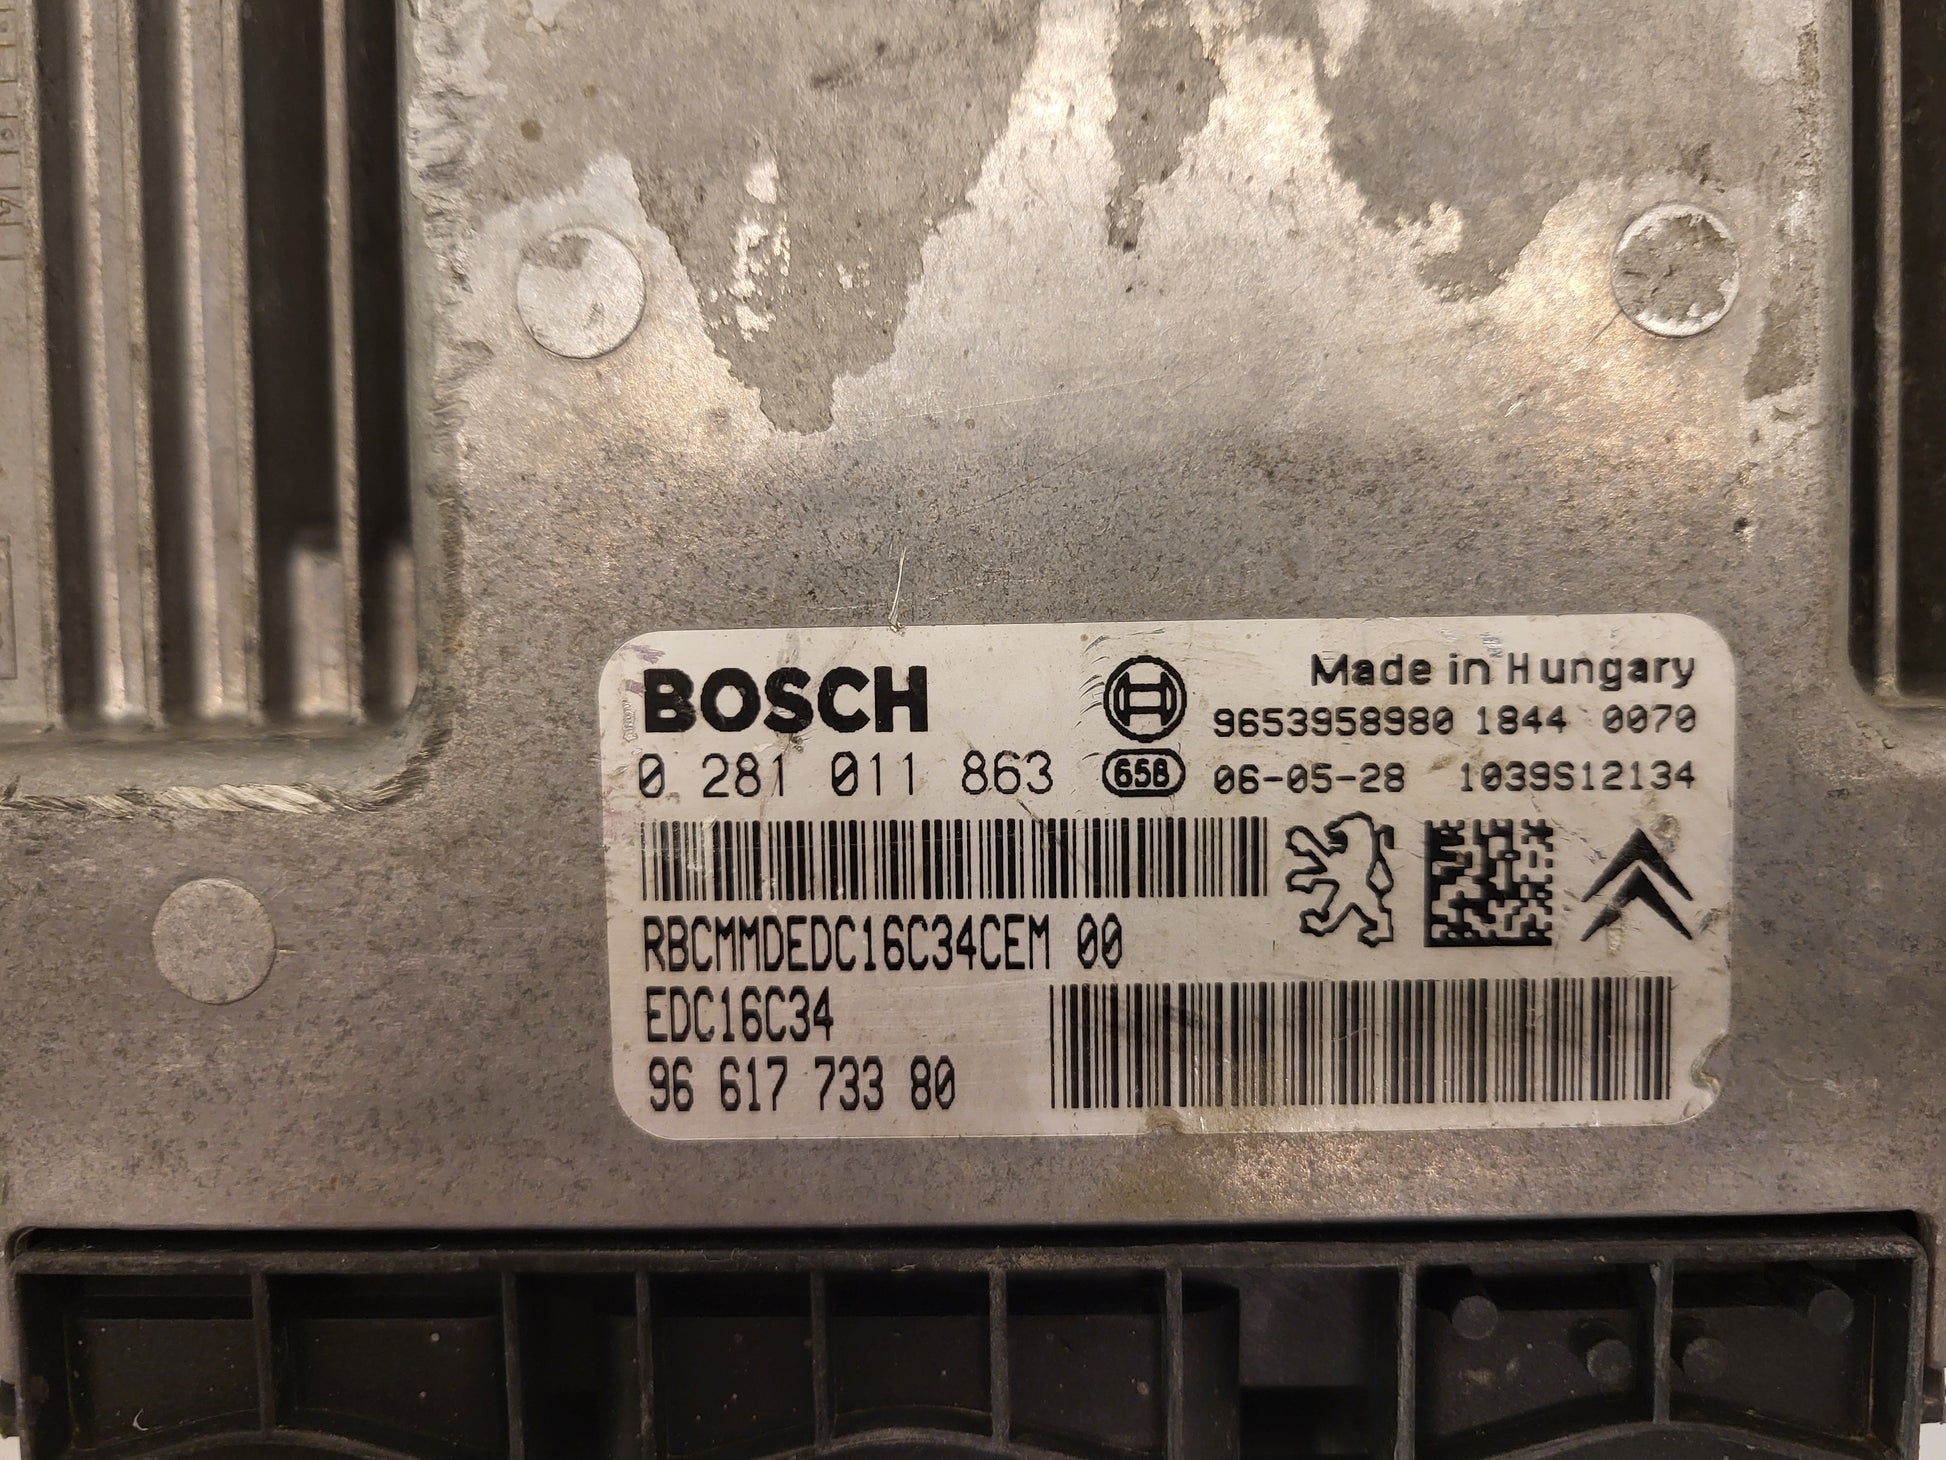 BOSCH
Made in Hungary
9653958980 1844 0070
0 281 011 863
658
06-05-28 1039S12134
RBCMMDEDC16C34CEM 00
EDC16C34
96 617 733 80